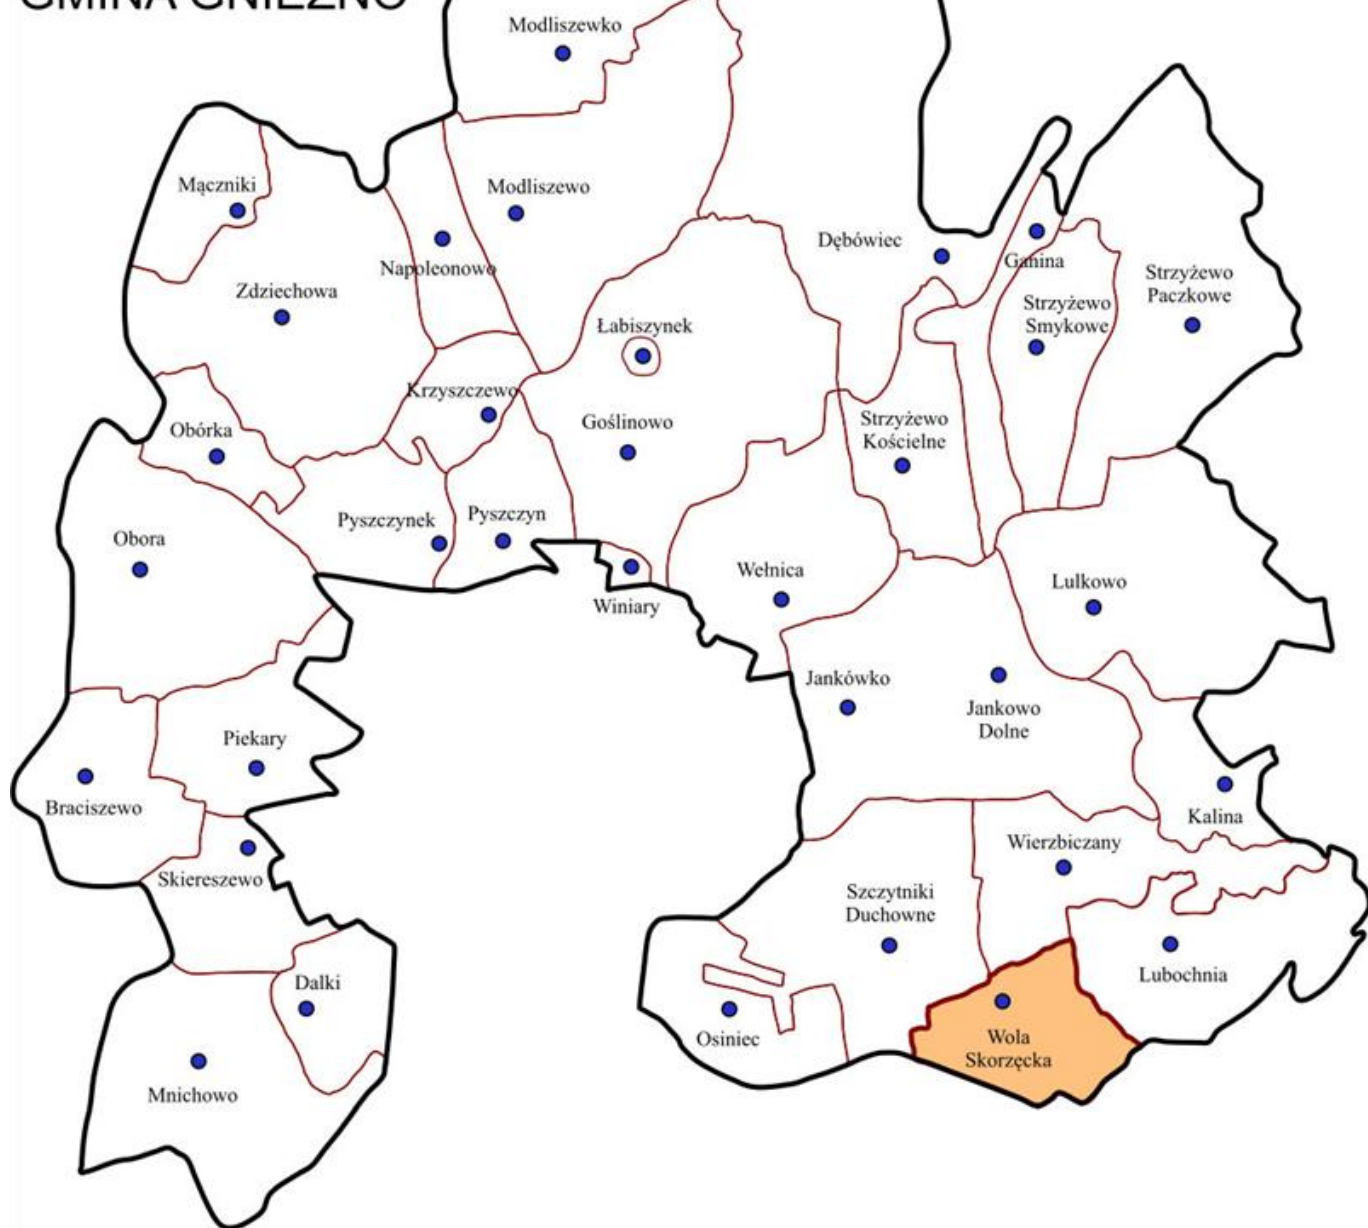 GMINA GNIEZNO
Modliszewko
Mączniki
Modliszewo
Dębówiec
Napoleonowo
Ganina
Strzyżewo
Paczkowe
Zdziechowa
Strzyżewo
Smykowe
Łabiszynek
Krzyszczewo
Obórka
Goślinowo
Strzyżewo
Kościelne
Pyszczynek
Pyszczyn
Obora
Wełnica
Lulkowo
Winiary
Jankówko
Jankowo
Dolne
Piekary
Braciszewo
Kalina
Wierzbiczany
Skiereszewo
Szczytniki
Duchowne
Lubochnia
Dalki
Osiniec
Wola
Skorzęcka
Mnichowo